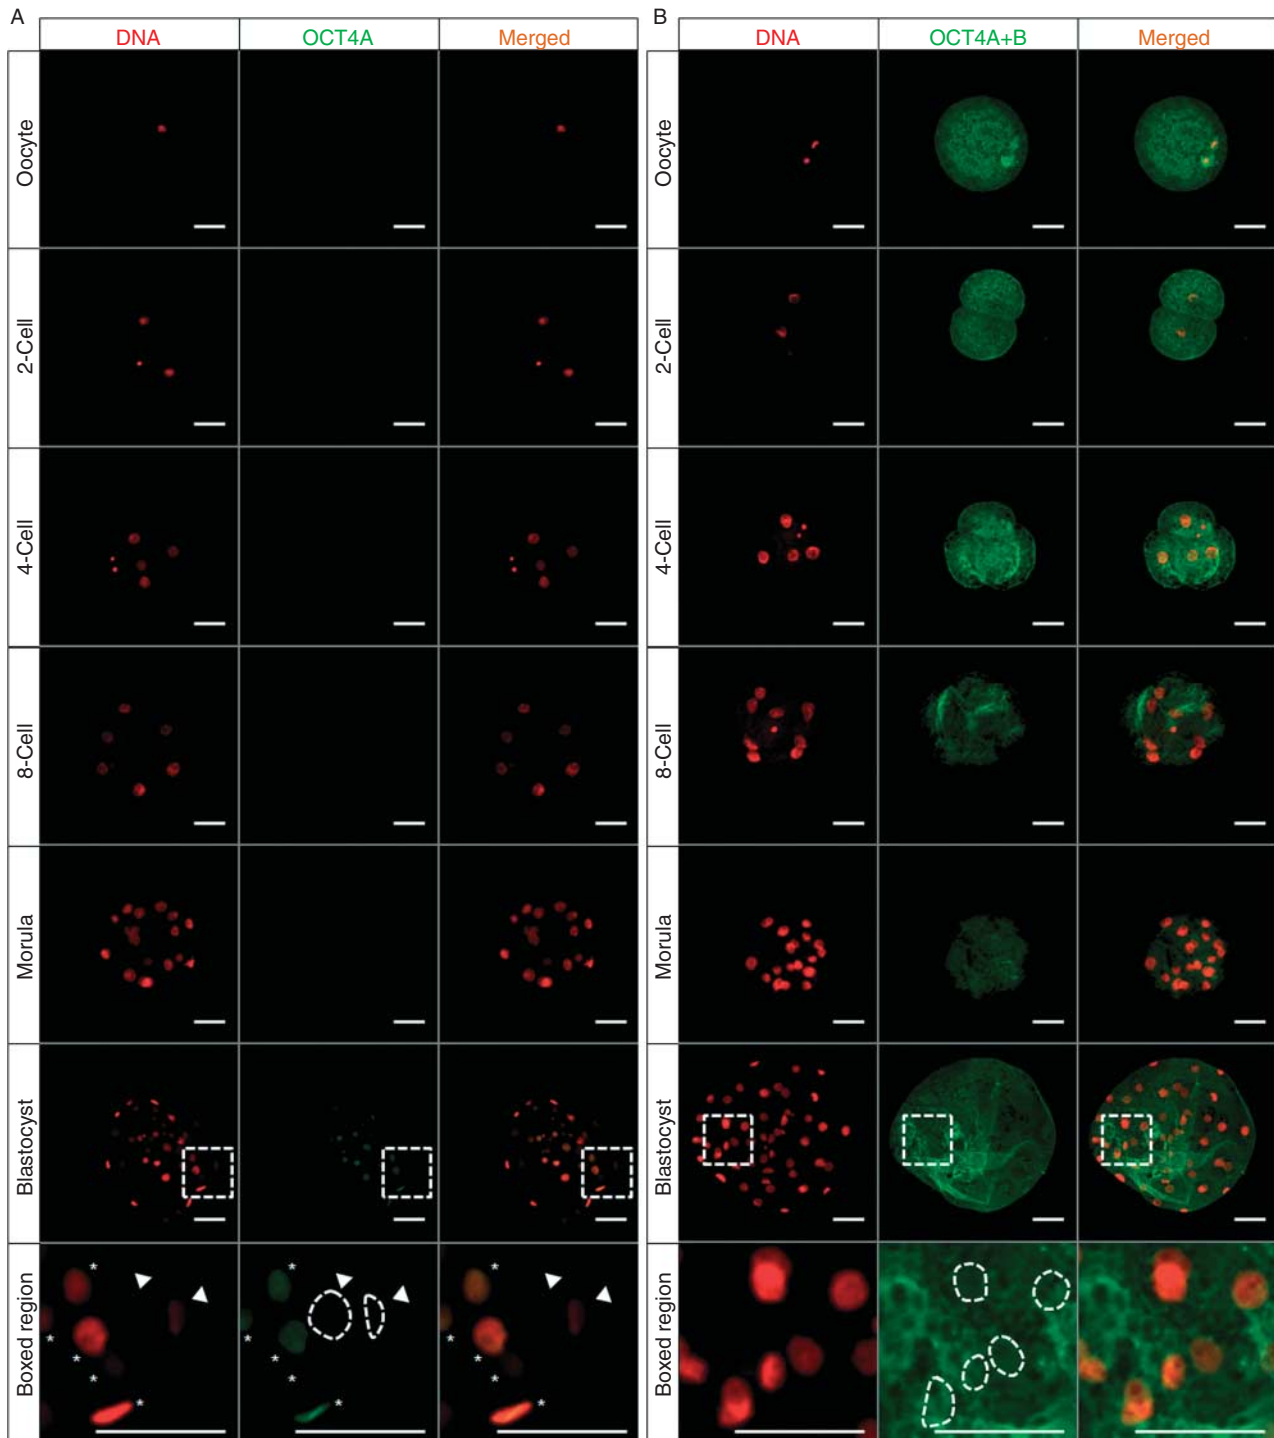 A
B
DNA OCT4A Merged
DNA OCT4A+B Merged
Oocyte
Oocyte
2-Cell
2-Cell
4-Cell
4-Cell
8-Cell
8-Cell
Morula
Morula
Blastocyst
Blastocyst
Boxed region
* * * * *
* * * *
* * * * *
Boxed region